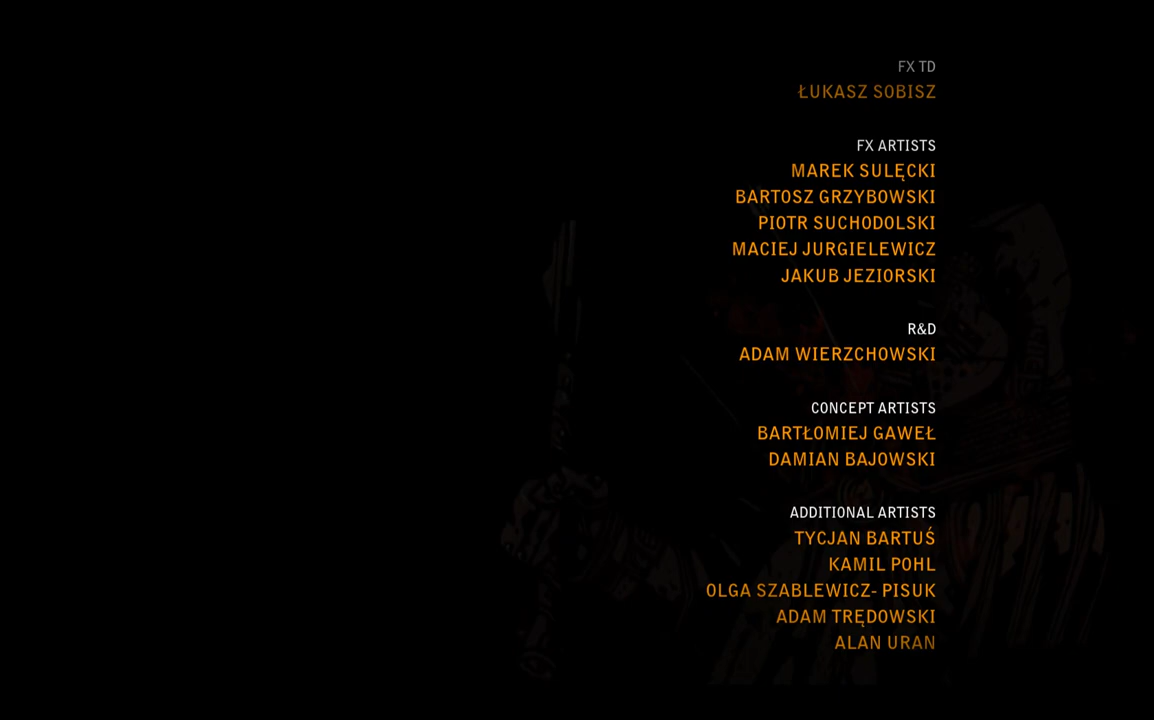 FX TD
ŁUKASZ SOBISZ
FX ARTISTS
MAREK SULĘCKI
BARTOSZ GRZYBOWSKI
PIOTR SUCHODOLSKI
MACIEJ JURGIELEWICZ
JAKUB JEZIORSKI
R&D
ADAM WIERZCHOWSKI
CONCEPT ARTISTS
BARTŁOMIEJ GAWEŁ
DAMIAN BAJOWSKI
ADDITIONAL ARTISTS
TYCJAN BARTUŚ
KAMIL POHL
OLGA SZABLEWICZ- PISUK
ADAM TRĘDOWSKI
ALAN URAN